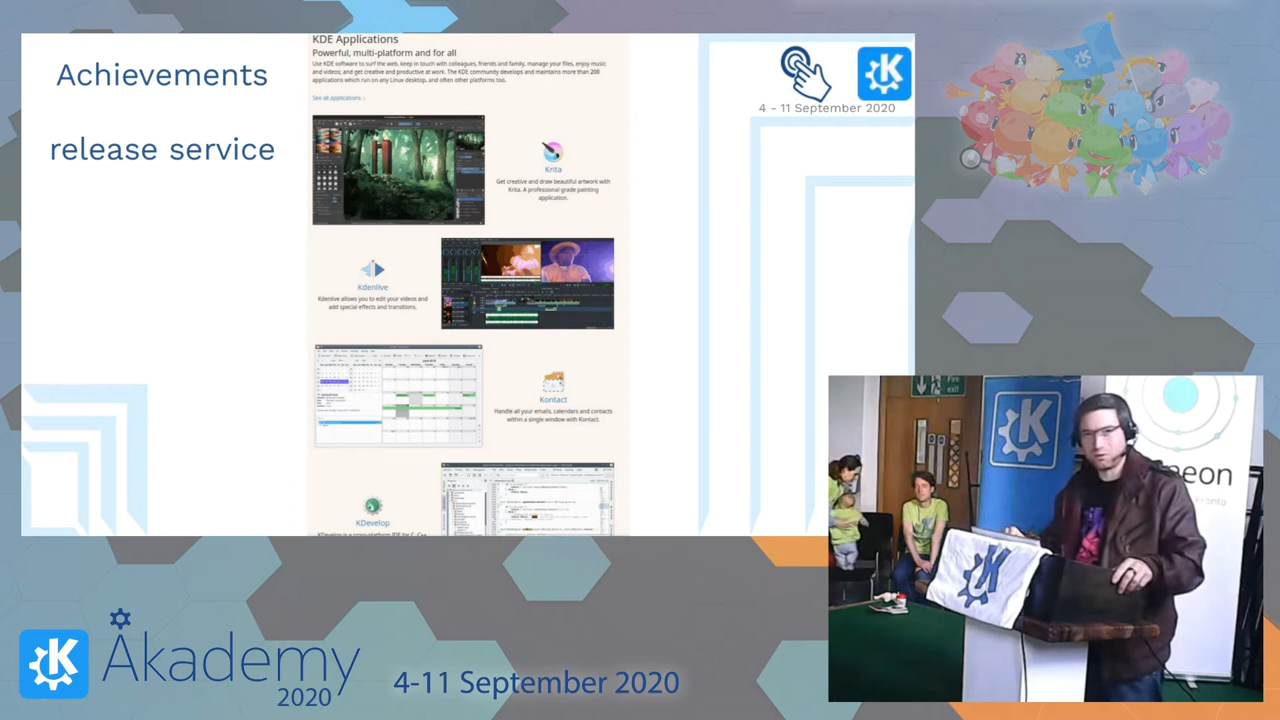 Achievements
release service
KDE Applications
Powerful, multi-platform and for all
Use KDE software to surf the web, keep in touch with colleagues, friends and family, manage your files, enjoy music
and videos; and get creative and productive at work. The KDE community develops and maintains more than 200
applications which run on any Linux desktop, and often other platforms too.
See all applications
Krita
Get creative and draw beautiful artwork with
Krita. A professional grade painting
application.
Kdenlive
Kdenlive allows you to edit your videos and
add special effects and transitions.
Kontact
Handle all your emails, calendars and contacts
within a single window with Kontact.
KDevelop
4 - 11 September 2020
Fire
exit
neon
Akademy
2020
4-11 September 2020